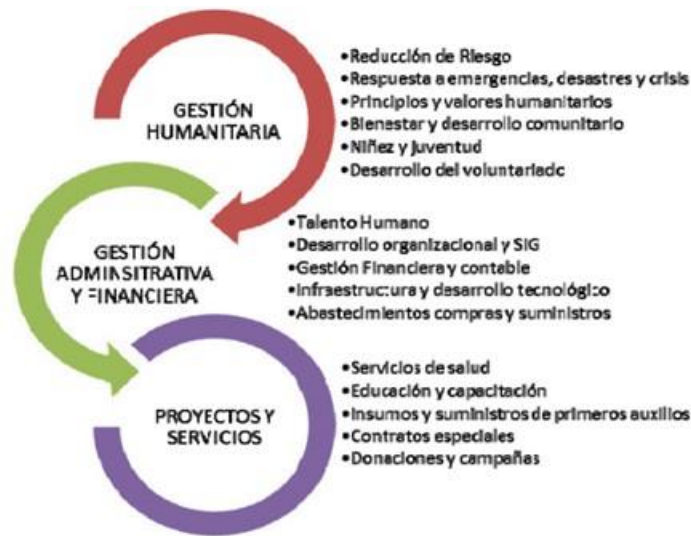 GESTIÓN
HUMANITARIA
•Reducción de Riesgo
•Respuesta a emergencias, desastres y crisis
•Principios y valores humanitarios
•Bienestar y desarrollo comunitario
•Niñez y juventud
•Desarrollo del voluntariado
GESTIÓN
ADMINSITRATIVA
Y FINANCIERA
•Talento Humano
•Desarrollo organizacional y SIG
•Gestión Financiera y contable
•Infraestructura y desarrollo tecnológico
•Abastecimientos compras y suministros
PROYECTOS Y
SERVICIOS
•Servicios de salud
•Educación y capacitación
•Insumos y suministros de primeros auxilios
•Contratos especiales
•Donaciones y campañas